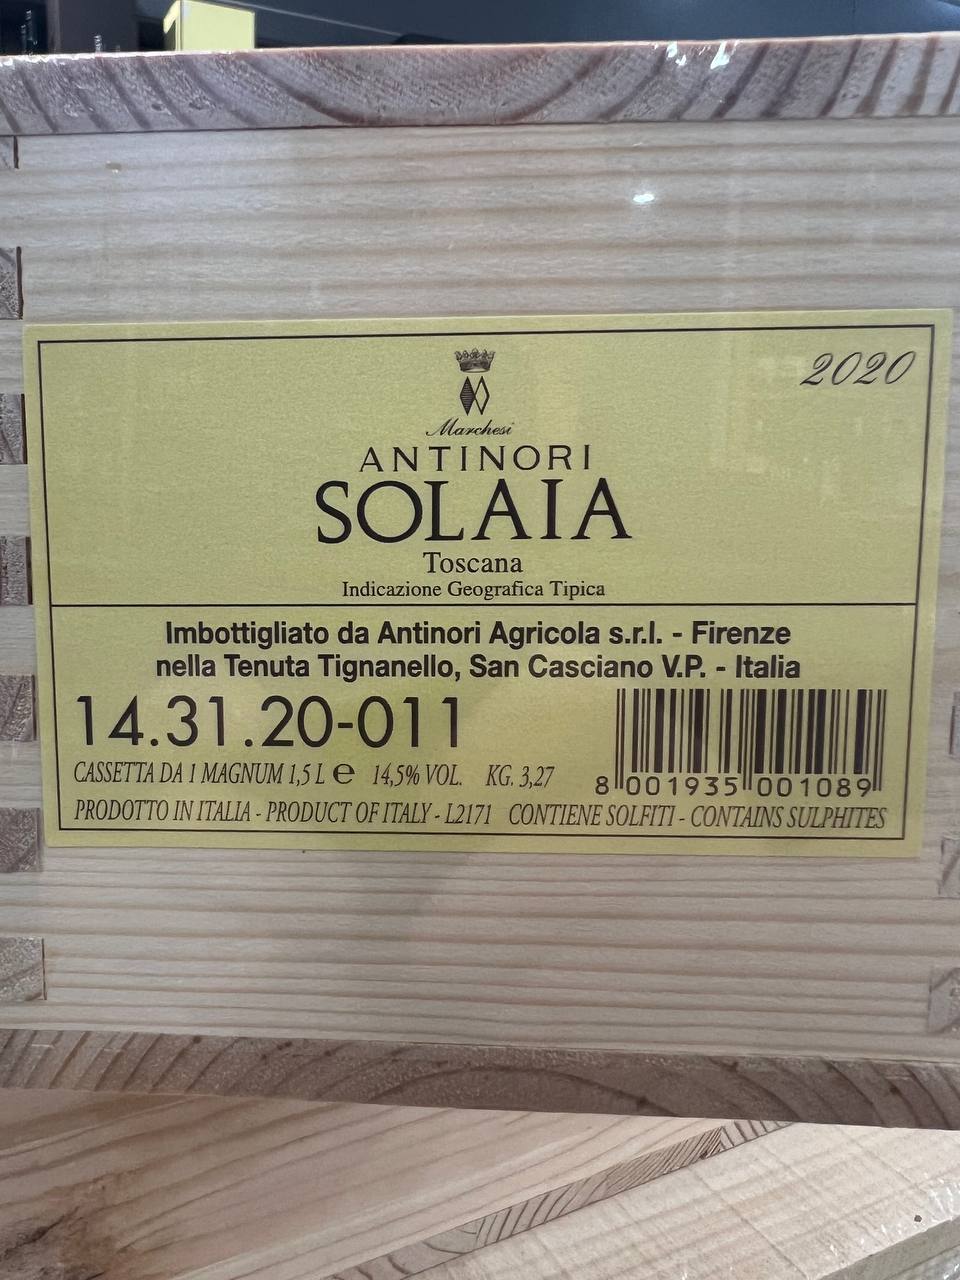 2020
Marchesi
ANTINORI
SOLAIA
Toscana
Indicazione Geografica Tipica
Imbottigliato da Antinori Agricola s.r.l. - Firenze
nella Tenuta Tignanello, San Casciano V.P. - Italia
14.31.20-011
CASSETTA DA 1 MAGNUM 1,5 L e 14,5% VOL. KG. 3,27
8 001935 001089
PRODOTTO IN ITALIA - PRODUCT OF ITALY - L2171 CONTIENE SOLFITI - CONTAINS SULPHITES